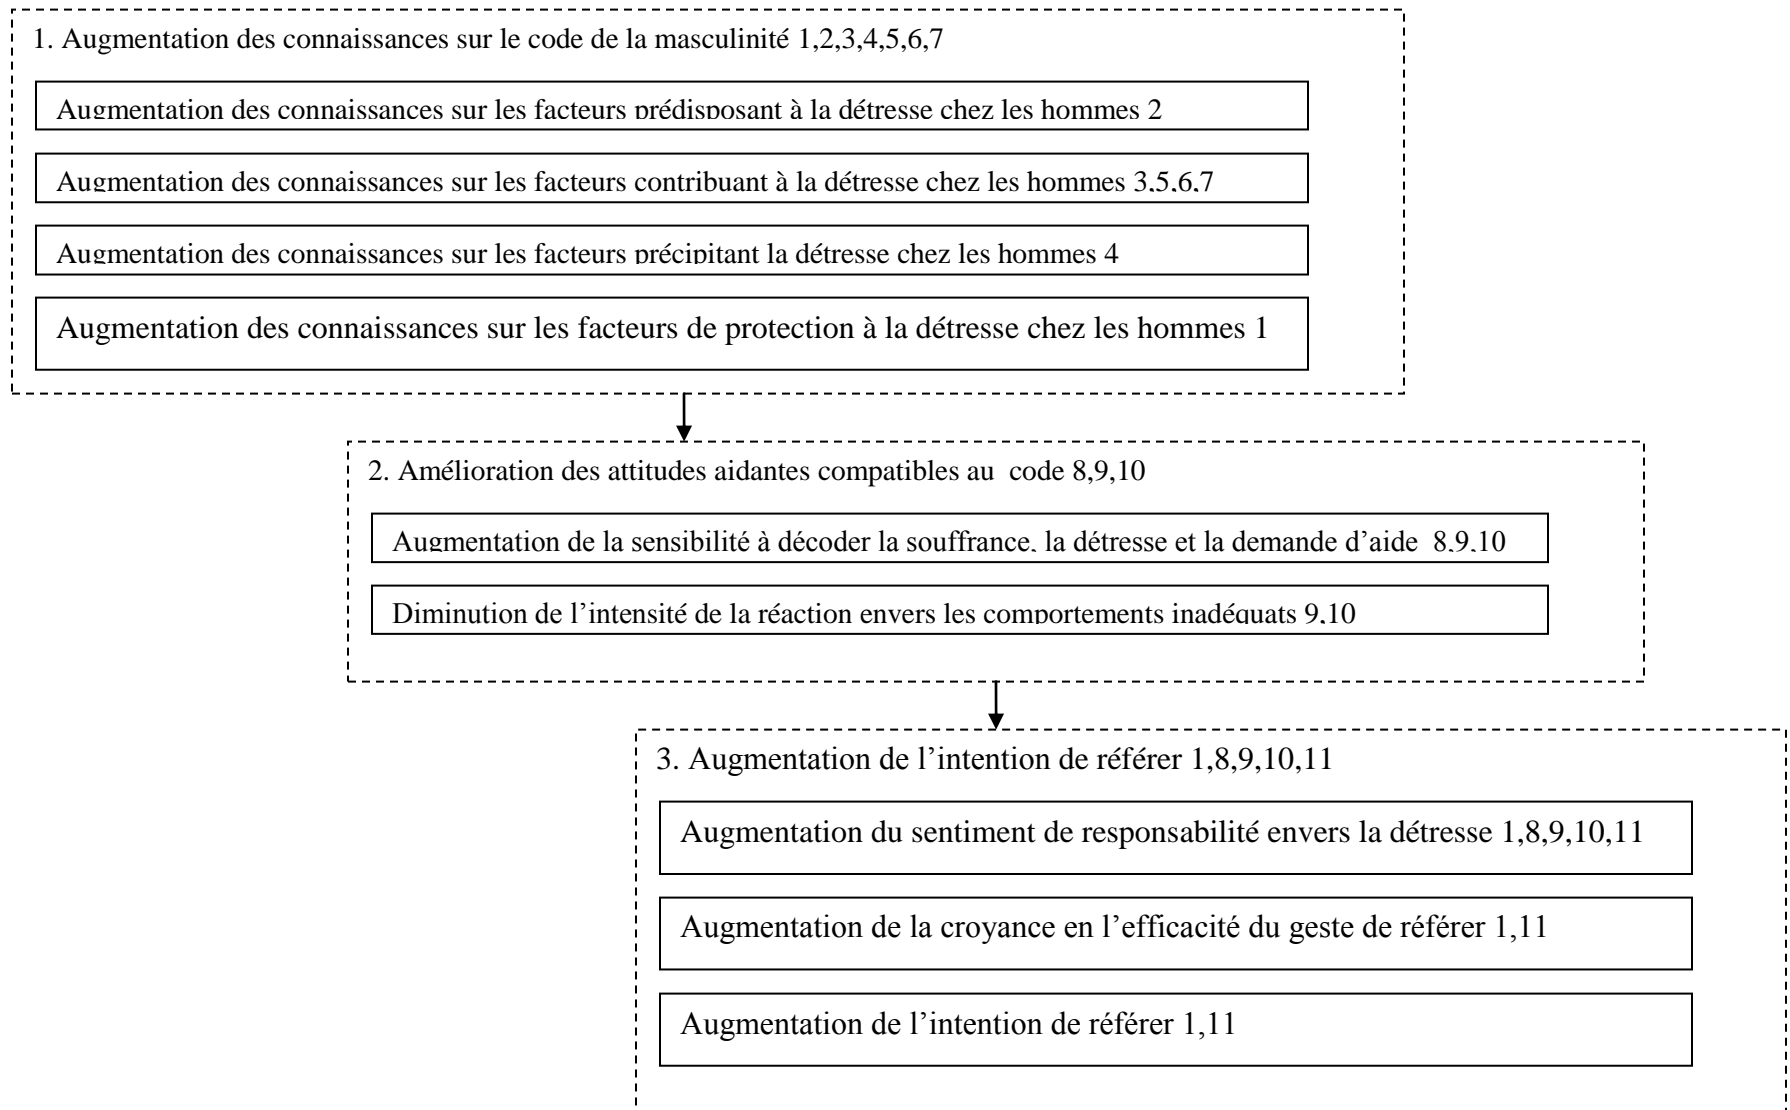 1. Augmentation des connaissances sur le code de la masculinité 1,2,3,4,5,6,7
Augmentation des connaissances sur les facteurs prédisposant à la détresse chez les hommes 2
Augmentation des connaissances sur les facteurs contribuant à la détresse chez les hommes 3,5,6,7
Augmentation des connaissances sur les facteurs précipitant la détresse chez les hommes 4
Augmentation des connaissances sur les facteurs de protection à la détresse chez les hommes 1
2. Amélioration des attitudes aidantes compatibles au code 8,9,10
Augmentation de la sensibilité à décoder la souffrance, la détresse et la demande d’aide 8,9,10
Diminution de l’intensité de la réaction envers les comportements inadéquats 9,10
3. Augmentation de l’intention de référer 1,8,9,10,11
Augmentation du sentiment de responsabilité envers la détresse 1,8,9,10,11
Augmentation de la croyance en l’efficacité du geste de référer 1,11
Augmentation de l’intention de référer 1,11